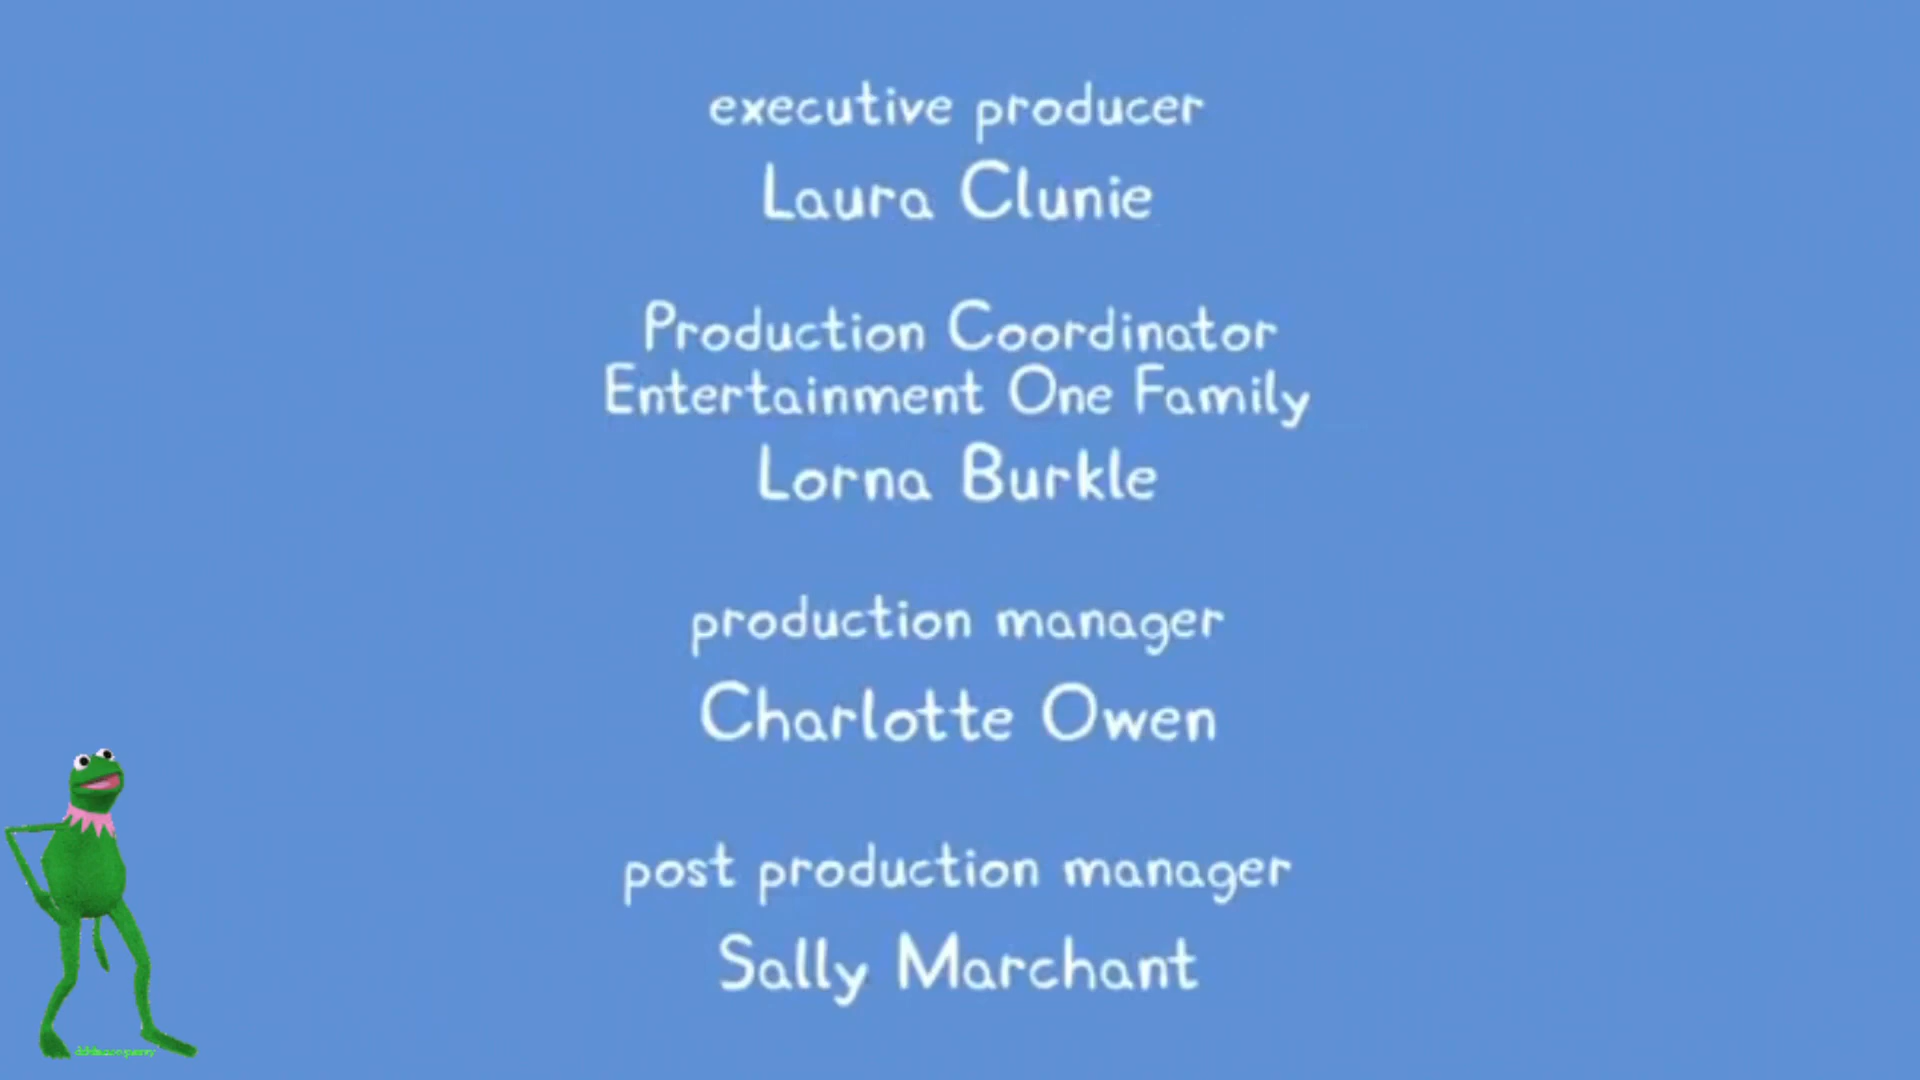 executive producer
Laura Clunie
Production Coordinator
Entertainment One Family
Lorna Burkle
production manager
Charlotte Owen
post production manager
Sally Marchant